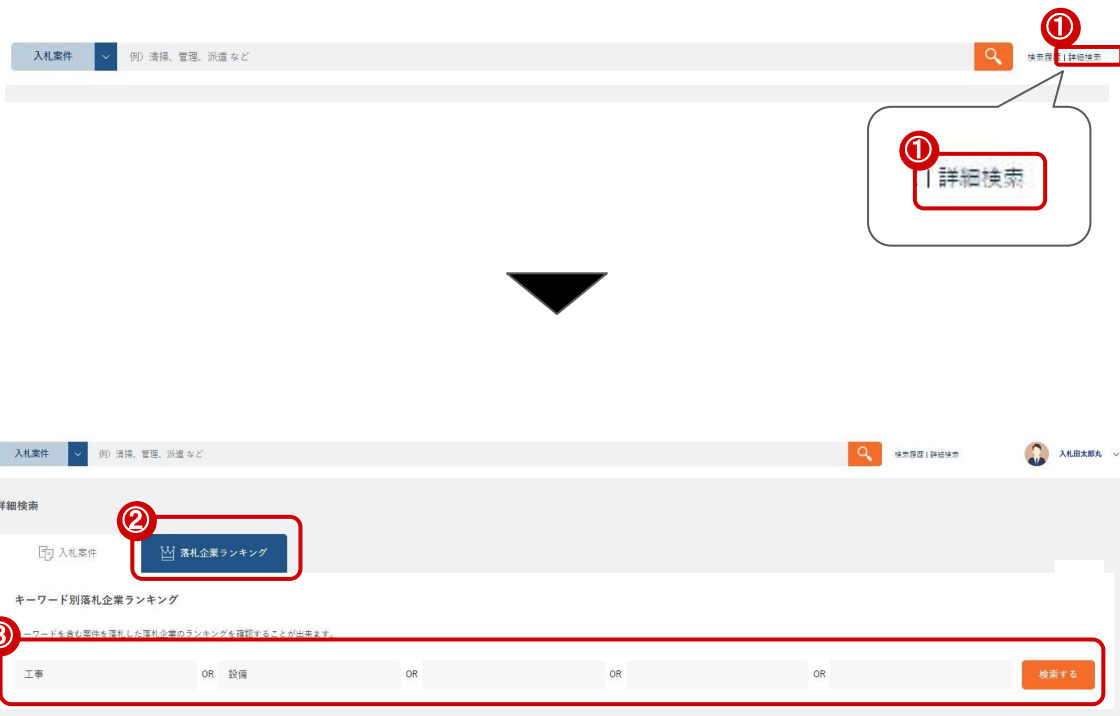 ①
入札案件 例）清掃、管理、派遣 など 検索履歴 | 詳細検索
①
| 詳細検索
入札案件 例）清掃、管理、派遣 など 検索履歴 | 詳細検索 入札田太郎丸
詳細検索
②
入札案件 落札企業ランキング
キーワード別落札企業ランキング
③
キーワードを含む案件を落札した落札企業のランキングを確認することが出来ます。
工事 OR 設備 OR OR OR 検索する